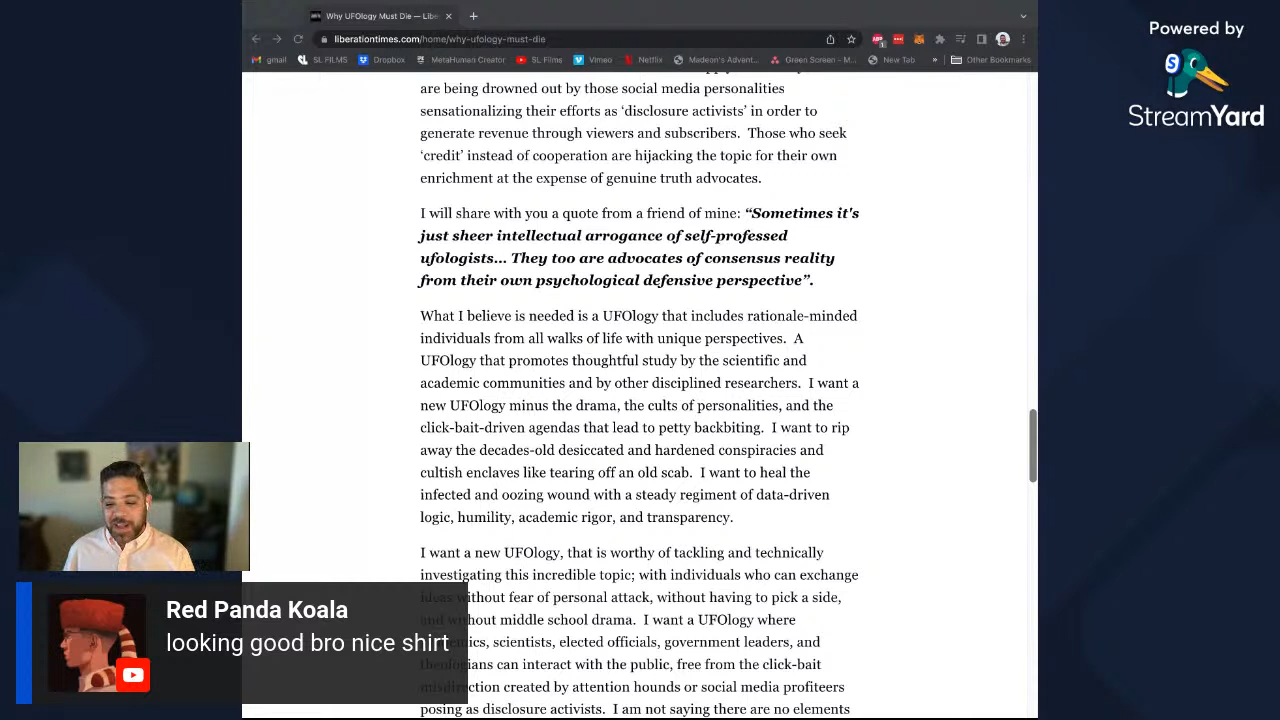 Why UFOlogy Must Die — Libe
liberationtimes.com/home/why-ufology-must-die
gmail
SL FILMS
Dropbox
MetaHuman Creator
SL Films
Vimeo
Netflix
Madeon's Advent...
Green Screen - M...
New Tab
»
Other Bookmarks
Powered by
StreamYard
are being drowned out by those social media personalities
sensationalizing their efforts as ‘disclosure activists’ in order to
generate revenue through viewers and subscribers. Those who seek
‘credit’ instead of cooperation are hijacking the topic for their own
enrichment at the expense of genuine truth advocates.
I will share with you a quote from a friend of mine: “Sometimes it's
just sheer intellectual arrogance of self-professed
ufologists... They too are advocates of consensus reality
from their own psychological defensive perspective”.
What I believe is needed is a UFOlogy that includes rationale-minded
individuals from all walks of life with unique perspectives. A
UFOlogy that promotes thoughtful study by the scientific and
academic communities and by other disciplined researchers. I want a
new UFOlogy minus the drama, the cults of personalities, and the
click-bait-driven agendas that lead to petty backbiting. I want to rip
away the decades-old desiccated and hardened conspiracies and
cultish enclaves like tearing off an old scab. I want to heal the
infected and oozing wound with a steady regiment of data-driven
logic, humility, academic rigor, and transparency.
I want a new UFOlogy, that is worthy of tackling and technically
investigating this incredible topic; with individuals who can exchange
ideas without fear of personal attack, without having to pick a side,
and without middle school drama. I want a UFOlogy where
scientists, elected officials, government leaders, and
theologians can interact with the public, free from the click-bait
misdirection created by attention hounds or social media profiteers
posing as disclosure activists. I am not saying there are no elements
Red Panda Koala
looking good bro nice shirt